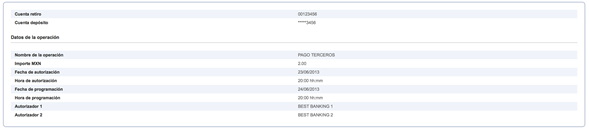 Cuenta retiro 00123456
Cuenta depósito *****3456
Datos de la operación
Nombre de la operación PAGO TERCEROS
Importe MXN 2.00
Fecha de autorización 23/08/2013
Hora de autorización 20:00 hh:mm
Fecha de programación 24/08/2013
Hora de programación 20:00 hh:mm
Autorizador 1 BEST BANKING 1
Autorizador 2 BEST BANKING 2